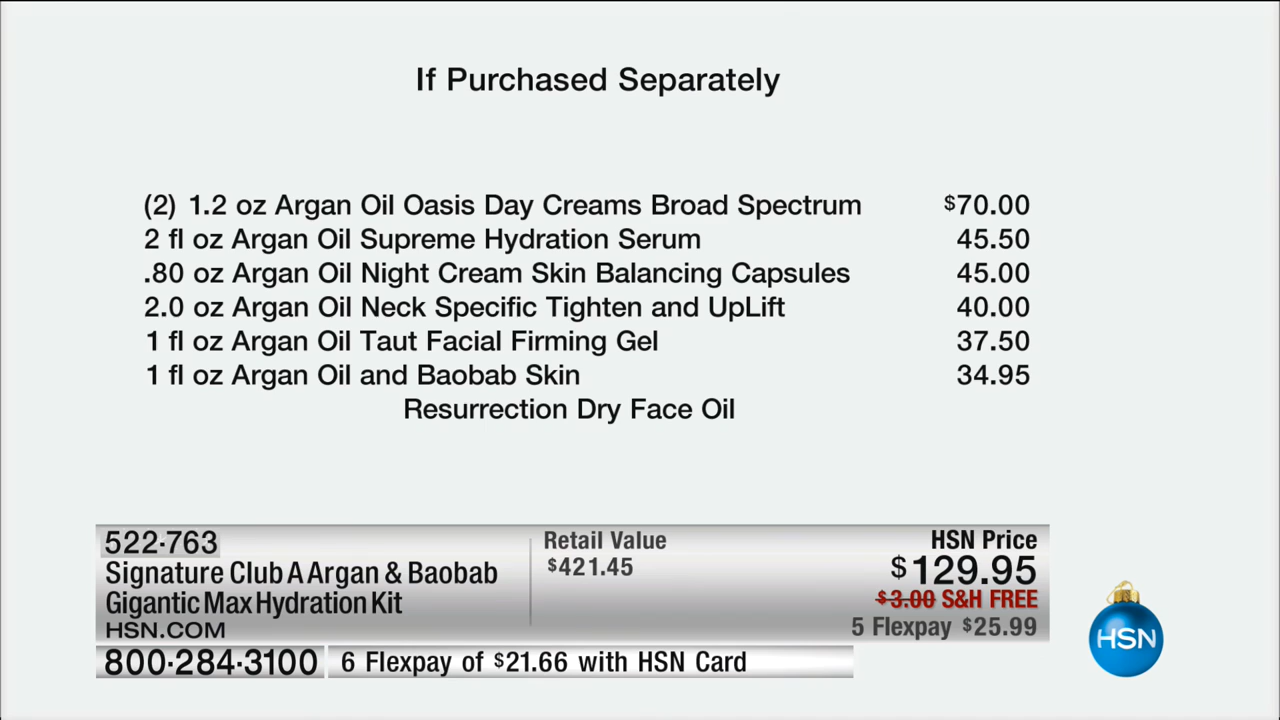 If Purchased Separately
(2) 1.2 oz Argan Oil Oasis Day Creams Broad Spectrum $70.00
2 fl oz Argan Oil Supreme Hydration Serum 45.50
.80 oz Argan Oil Night Cream Skin Balancing Capsules 45.00
2.0 oz Argan Oil Neck Specific Tighten and UpLift 40.00
1 fl oz Argan Oil Taut Facial Firming Gel 37.50
1 fl oz Argan Oil and Baobab Skin 34.95
Resurrection Dry Face Oil
522·763
Signature Club A Argan & Baobab
Gigantic Max Hydration Kit
HSN.COM
Retail Value
$421.45
HSN Price
$129.95
$3.00 S&H FREE
5 Flexpay $25.99
800·284·3100
6 Flexpay of $21.66 with HSN Card
HSN